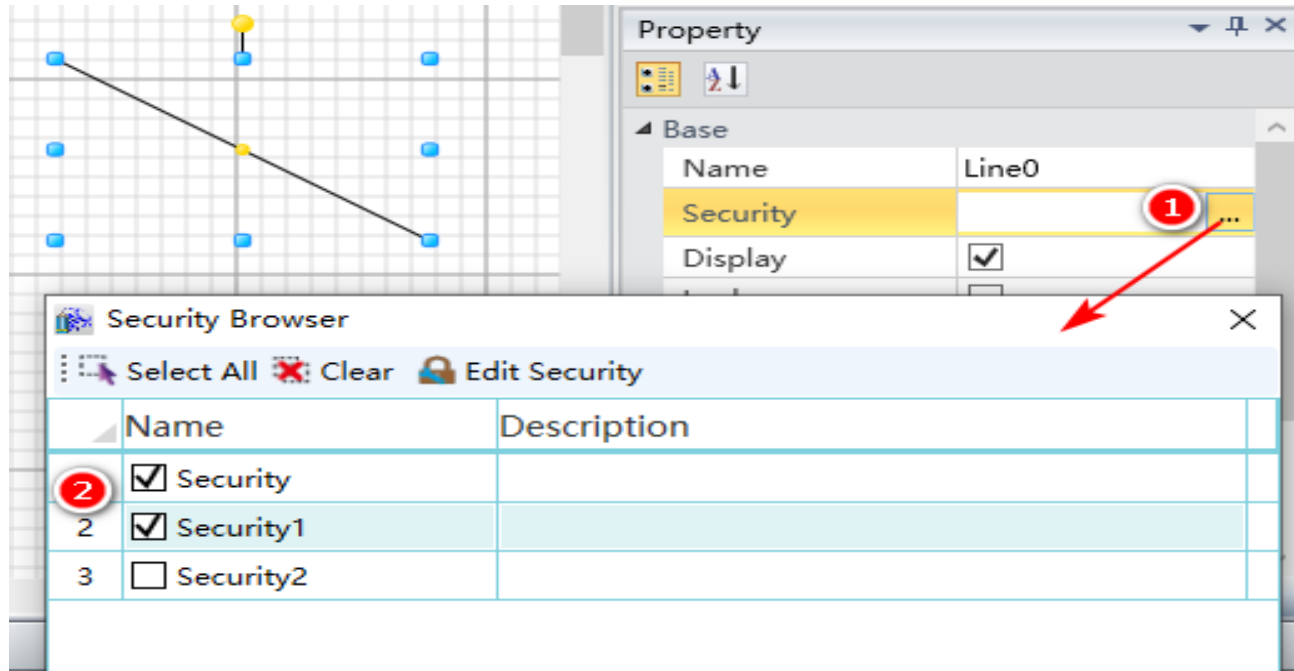 Property
Base
Name Line0
Security 1 ...
Display
Security Browser
Select All Clear Edit Security
Name Description
2 Security
2 Security1
3 Security2